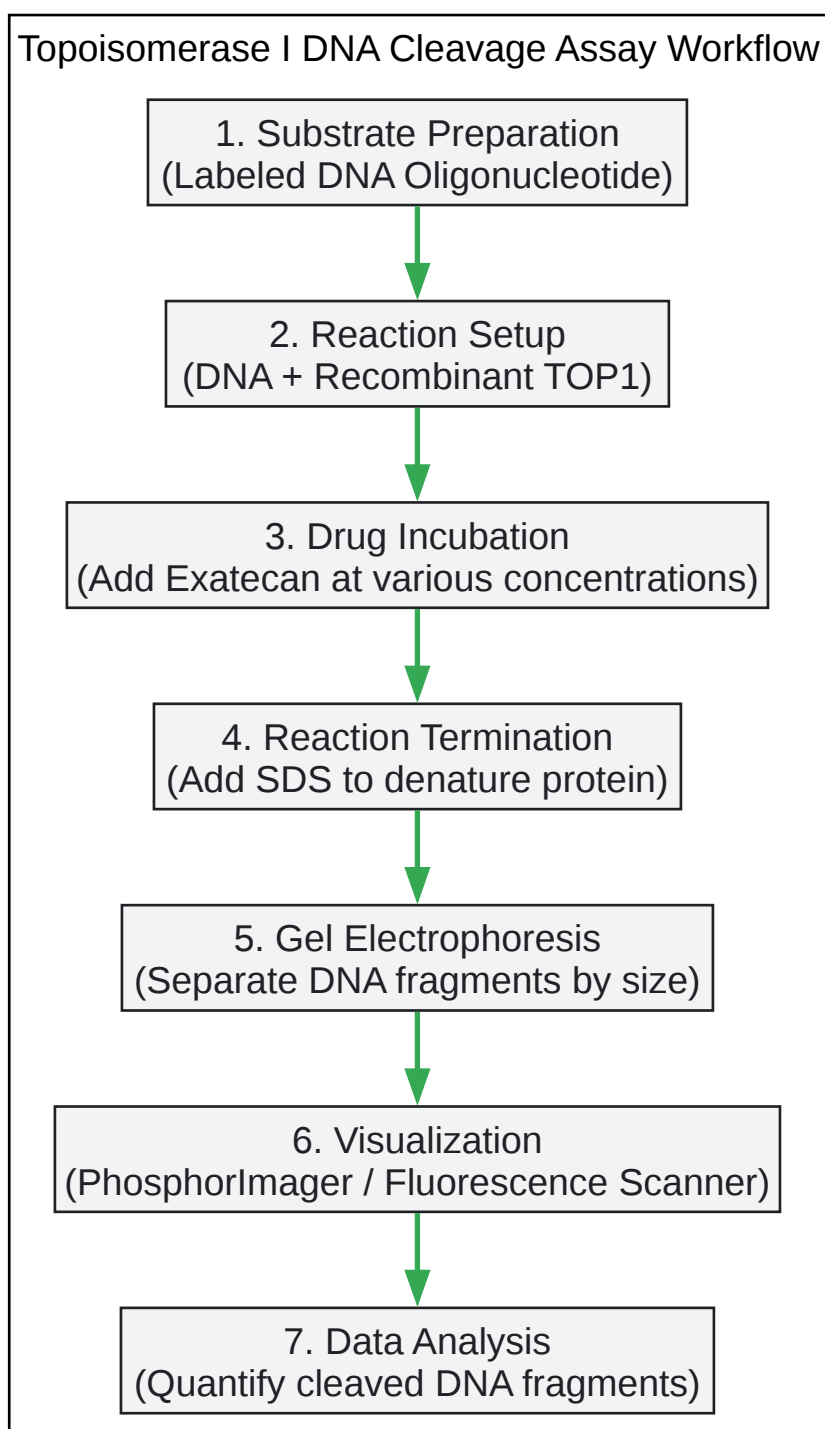 Topoisomerase I DNA Cleavage Assay Workflow
1. Substrate Preparation
(Labeled DNA Oligonucleotide)
2. Reaction Setup
(DNA + Recombinant TOP1)
3. Drug Incubation
(Add Exatecan at various concentrations)
4. Reaction Termination
(Add SDS to denature protein)
5. Gel Electrophoresis
(Separate DNA fragments by size)
6. Visualization
(PhosphorImager / Fluorescence Scanner)
7. Data Analysis
(Quantify cleaved DNA fragments)